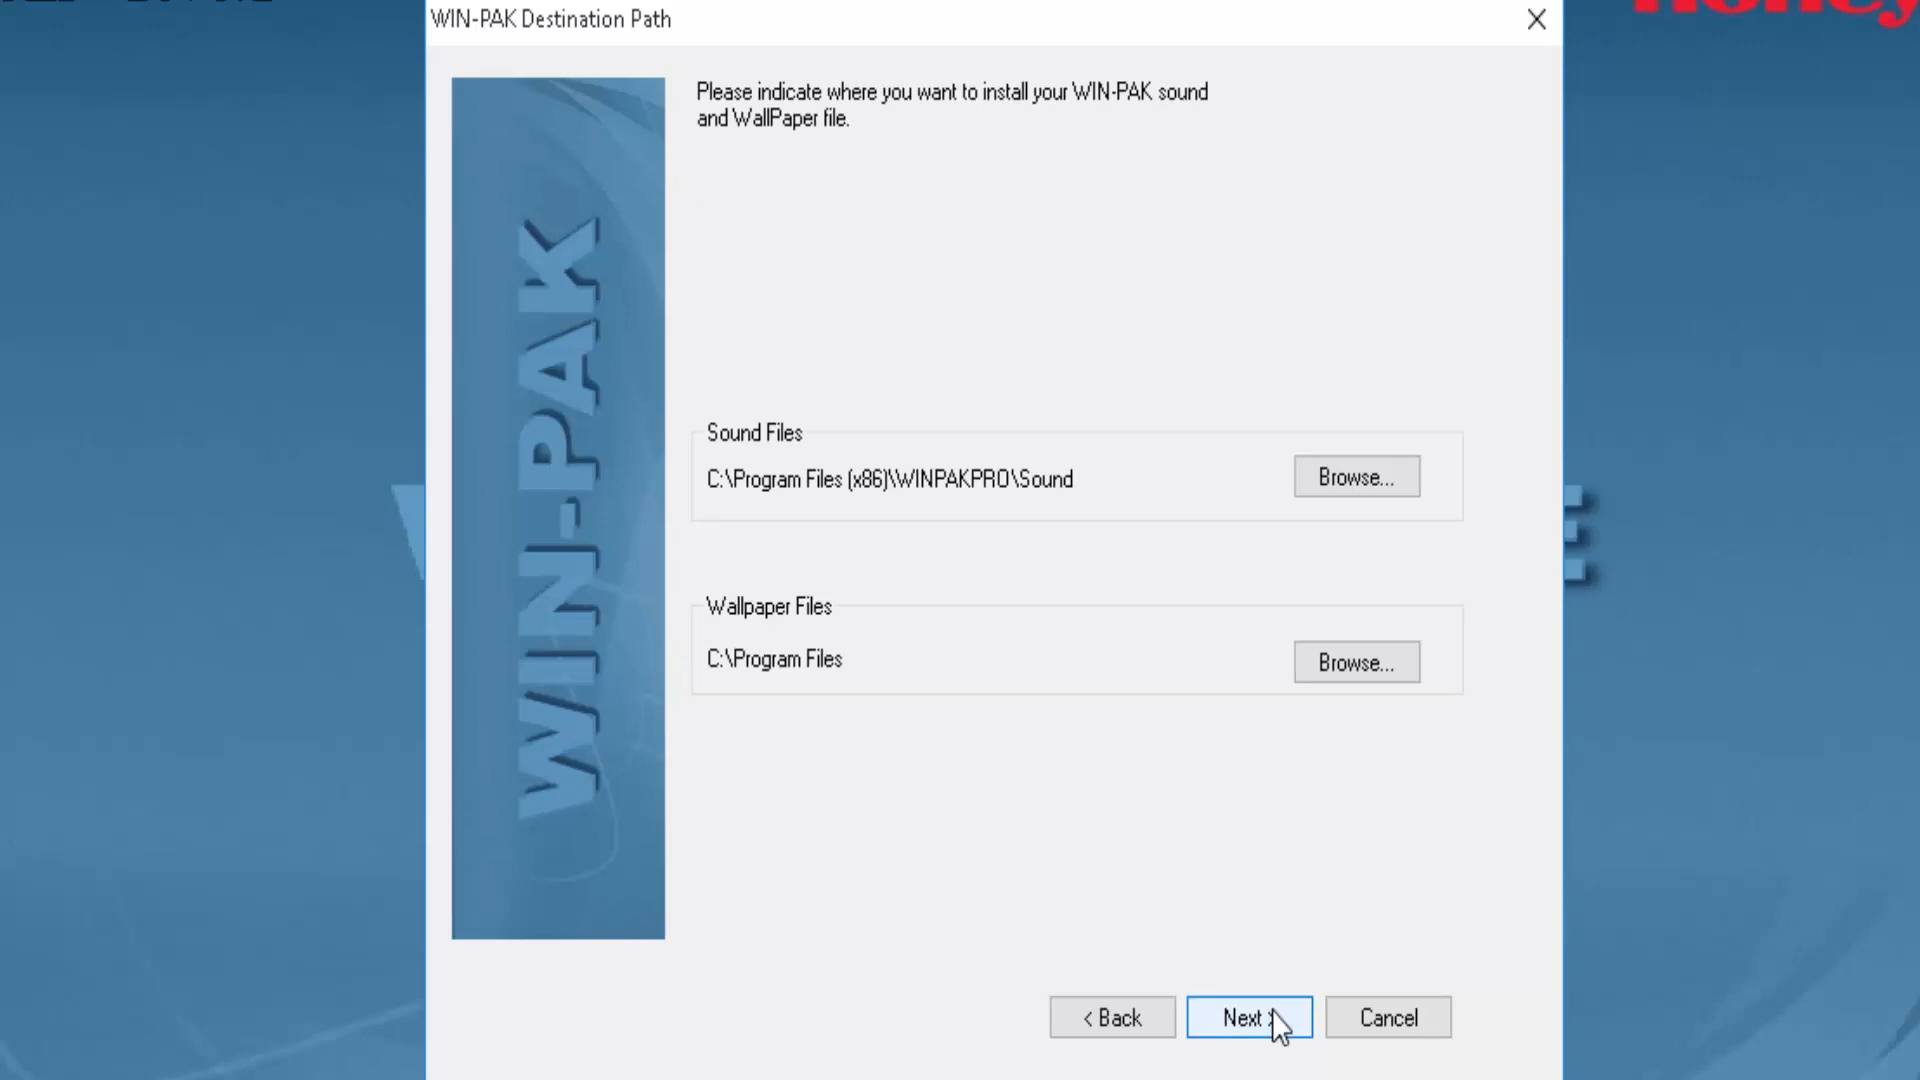 WIN-PAK Destination Path
Please indicate where you want to install your WIN-PAK sound
and WallPaper file.
WIN-PAK
Sound Files
C:\Program Files (x86)\WINPAKPRO\Sound
Browse...
Wallpaper Files
C:\Program Files
Browse...
< Back
Next >
Cancel